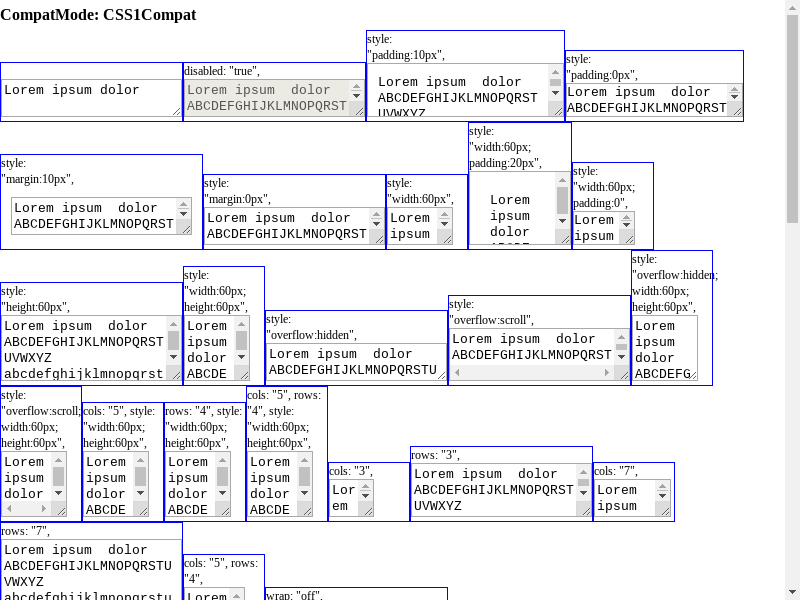 CompatMode: CSS1Compat
Lorem ipsum dolor
disabled: "true",
Lorem ipsum  dolor
ABCDEFGHIJKLMNOPQRST
style:
"padding:10px",
Lorem ipsum  dolor
ABCDEFGHIJKLMNOPQRST
UVWXYZ
style:
"padding:0px",
Lorem ipsum  dolor
ABCDEFGHIJKLMNOPQRST
style:
"margin:10px",
Lorem ipsum  dolor
ABCDEFGHIJKLMNOPQRST
style:
"margin:0px",
Lorem ipsum  dolor
ABCDEFGHIJKLMNOPQRST
style:
"width:60px",
Lorem
ipsum
style:
"width:60px;
padding:20px",
Lorem
ipsum
dolor
ABCDE
style:
"width:60px;
padding:0",
Lorem
ipsum
style:
"height:60px",
Lorem ipsum  dolor
ABCDEFGHIJKLMNOPQRST
UVWXYZ
abcdefghijklmnopqrst
style:
"width:60px;
height:60px",
Lorem
ipsum
dolor
ABCDE
style:
"overflow:hidden",
Lorem ipsum  dolor
ABCDEFGHIJKLMNOPQRSTU
style:
"overflow:scroll",
Lorem ipsum  dolor
ABCDEFGHIJKLMNOPQRST
style:
"overflow:hidden;
width:60px;
height:60px",
Lorem
ipsum
dolor
ABCDEFG
style:
"overflow:scroll;
width:60px;
height:60px",
Lorem
ipsum
dolor
cols: "5", style:
"width:60px;
height:60px",
Lorem
ipsum
dolor
ABCDE
rows: "4", style:
"width:60px;
height:60px",
Lorem
ipsum
dolor
ABCDE
cols: "5", rows:
"4", style:
"width:60px;
height:60px",
Lorem
ipsum
dolor
ABCDE
cols: "3",
Lor
em
rows: "3",
Lorem ipsum  dolor
ABCDEFGHIJKLMNOPQRST
UVWXYZ
cols: "7",
Lorem
ipsum
rows: "7",
Lorem ipsum  dolor
ABCDEFGHIJKLMNOPQRSTU
VWXYZ
abcdefghijklmnopqrstu
cols: "5", rows:
"4",
Lorem
wrap: "off",